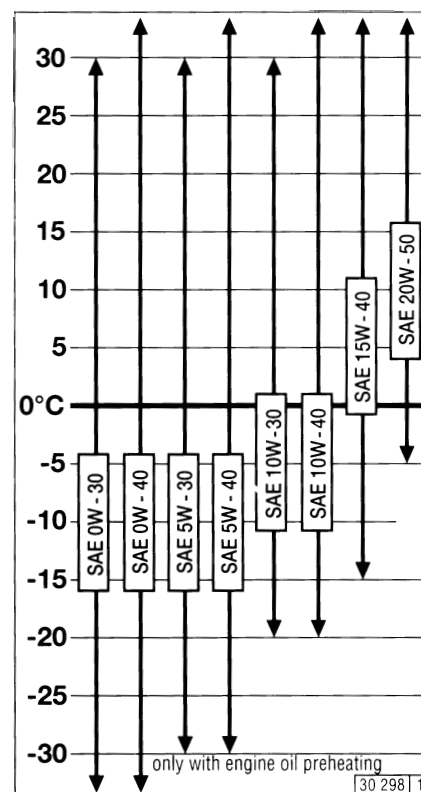 30
25
20
15
10
5
0°C
-5
-10
-15
-20
-25
-30
SAE 0W - 30
SAE 0W - 40
SAE 5W - 30
SAE 5W - 40
SAE 10W - 30
SAE 10W - 40
SAE 15W - 40
SAE 20W - 50
only with engine oil preheating
30 298 1